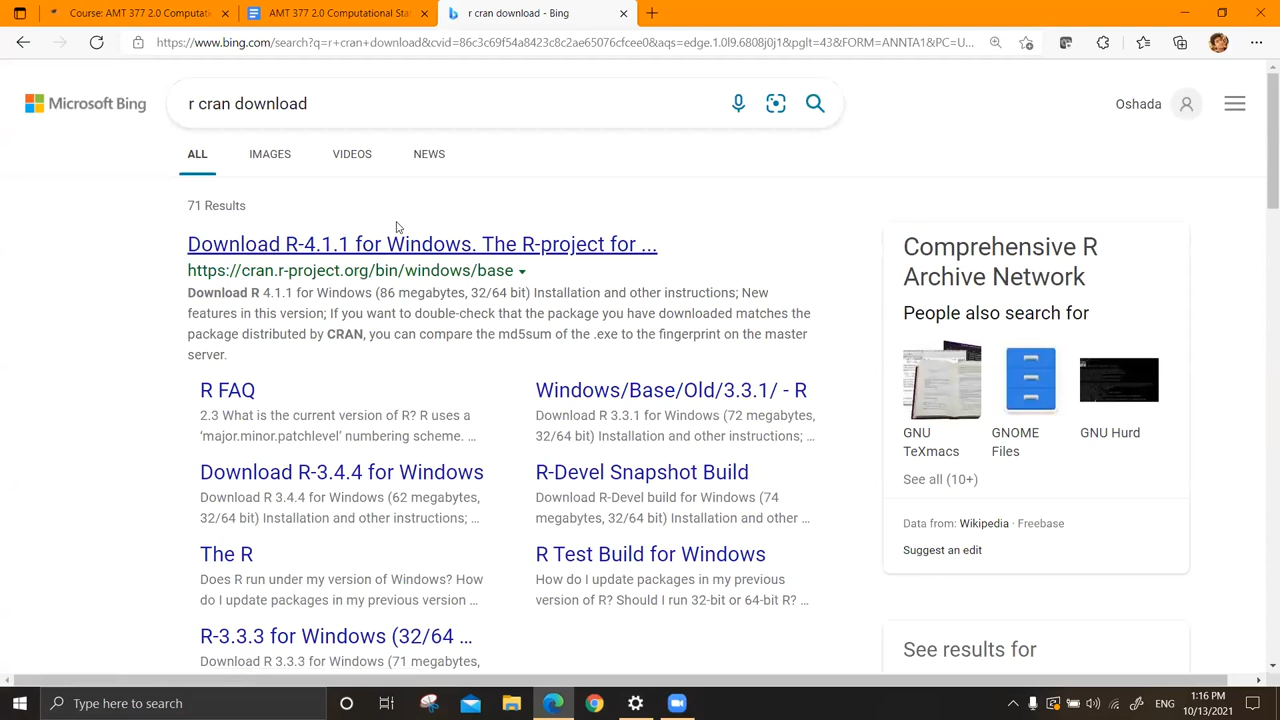 Course: AMT 377 2.0 Computati
AMT 377 2.0 Computational Sta
r cran download - Bing
https://www.bing.com/search?q=r+cran+download&cvid=86c3c69f54a8423c8c2ae65076cfcee0&aqs=edge.1.0l9.6808j0j1&pglt=43&FORM=ANNTA1&PC=U...
Microsoft Bing
r cran download
Oshada
ALL
IMAGES
VIDEOS
NEWS
71 Results
Download R-4.1.1 for Windows. The R-project for ...
https://cran.r-project.org/bin/windows/base
Download R 4.1.1 for Windows (86 megabytes, 32/64 bit) Installation and other instructions; New
features in this version; If you want to double-check that the package you have downloaded matches the
package distributed by CRAN, you can compare the md5sum of the .exe to the fingerprint on the master
server.
R FAQ
2.3 What is the current version of R? R uses a
‘major.minor.patchlevel’ numbering scheme. ...
Windows/Base/Old/3.3.1/ - R
Download R 3.3.1 for Windows (72 megabytes,
32/64 bit) Installation and other instructions; ...
Download R-3.4.4 for Windows
Download R 3.4.4 for Windows (62 megabytes,
32/64 bit) Installation and other instructions; ...
R-Devel Snapshot Build
Download R-Devel build for Windows (74
megabytes, 32/64 bit) Installation and other ...
The R
Does R run under my version of Windows? How
do I update packages in my previous version ...
R Test Build for Windows
How do I update packages in my previous
version of R? Should I run 32-bit or 64-bit R? ...
R-3.3.3 for Windows (32/64 ...
Download R 3.3.3 for Windows (71 megabytes,
Comprehensive R
Archive Network
People also search for
GNU
TeXmacs
GNOME
Files
GNU Hurd
See all (10+)
Data from: Wikipedia · Freebase
Suggest an edit
See results for
Type here to search
ENG
1:16 PM
10/13/2021